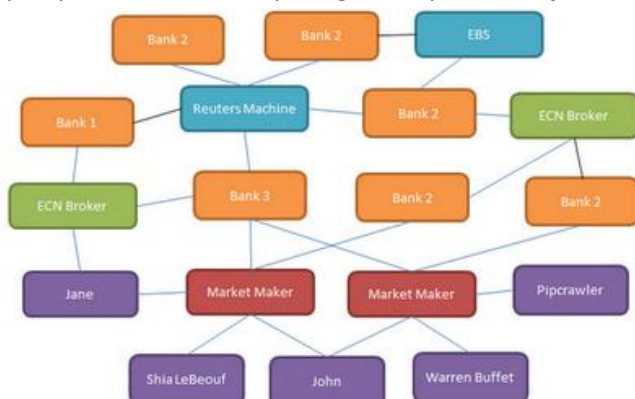 Bank 2
Bank 2
EBS
Reuters Machine
Bank 2
ECN Broker
Bank 1
ECN Broker
Bank 3
Bank 2
Bank 2
Jane
Market Maker
Market Maker
Pipcrawler
Shia LeBeouf
John
Warren Buffet